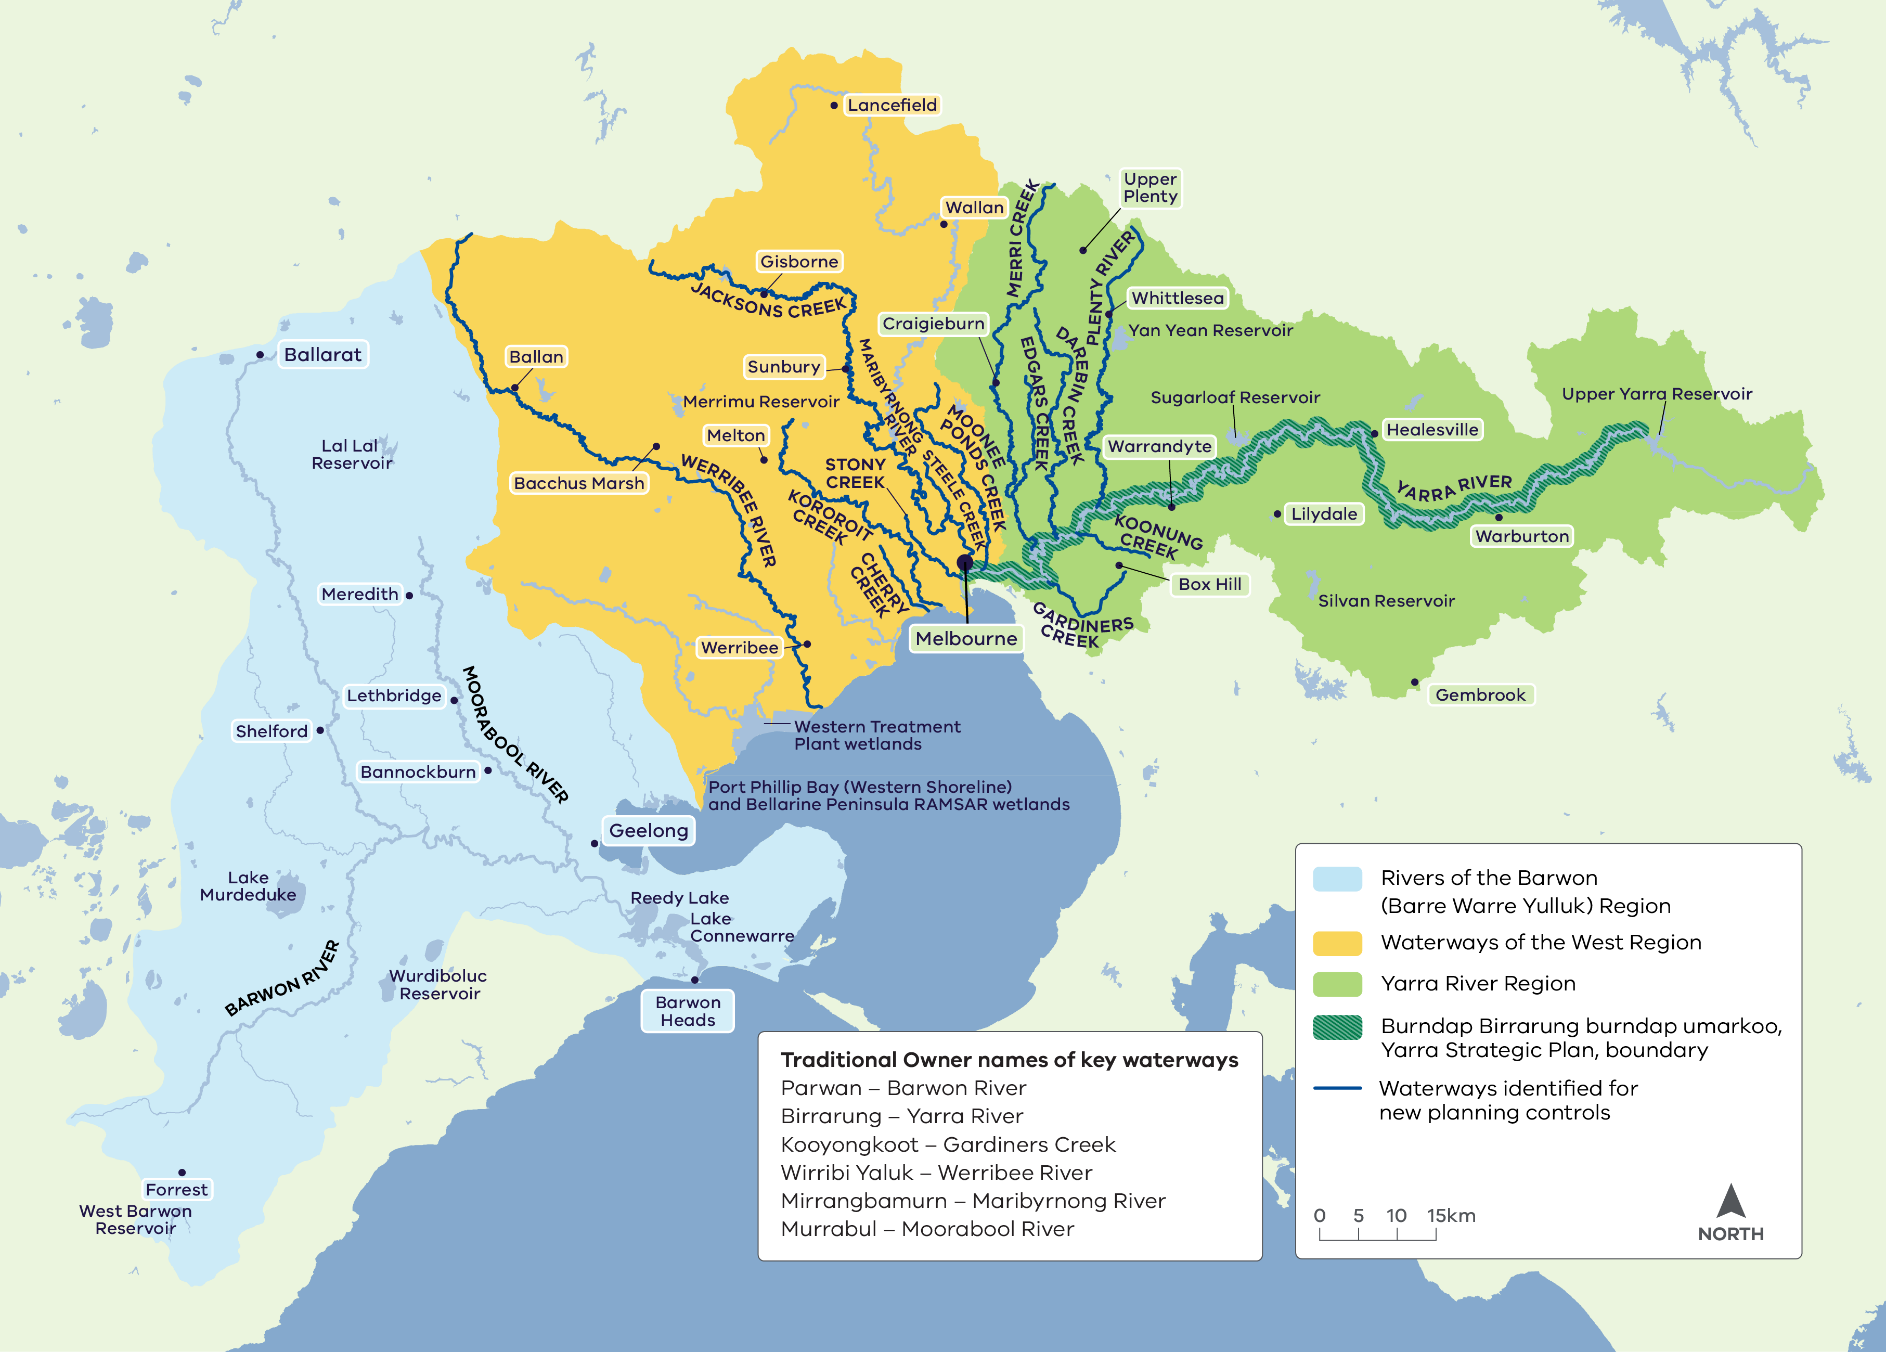 Lancefield
Upper
Plenty
Wallan
MERRI CREEK
PLENTY RIVER
Gisborne
JACKSONS CREEK
Whittlesea
Craigieburn
Yan Yean Reservoir
Ballarat
Ballan
Sunbury
MARIBYRNONG
RIVER
EDGARS CREEK
DAREBIN CREEK
Merrimu Reservoir
MOONEE
PONDS CREEK
Sugarloaf Reservoir
Upper Yarra Reservoir
Melton
Healesville
Warrandyte
Lal Lal
Reservoir
STONY
CREEK
STEELE CREEK
Bacchus Marsh
WERRIBEE RIVER
KOROROIT
CREEK
YARRA RIVER
Lilydale
KOONUNG
CREEK
Warburton
CHERRY
CREEK
Box Hill
Meredith
Silvan Reservoir
GARDINERS
CREEK
Melbourne
Werribee
Lethbridge
MOORABOOL RIVER
Gembrook
Shelford
Western Treatment
Plant wetlands
Bannockburn
Port Phillip Bay (Western Shoreline)
and Bellarine Peninsula RAMSAR wetlands
Geelong
Lake
Murdeduke
Reedy Lake
Lake
Connewarre
BARWON RIVER
Wurdiboluc
Reservoir
Barwon
Heads
Forrest
West Barwon
Reservoir
Traditional Owner names of key waterways
Parwan – Barwon River
Birrarung – Yarra River
Kooyongkoot – Gardiners Creek
Wirribi Yaluk – Werribee River
Mirrangbamurn – Maribyrnong River
Murrabul – Moorabool River
Rivers of the Barwon
(Barre Warre Yulluk) Region
Waterways of the West Region
Yarra River Region
Burndap Birrarung burndap umarkoo,
Yarra Strategic Plan, boundary
Waterways identified for
new planning controls
0 5 10 15km
NORTH